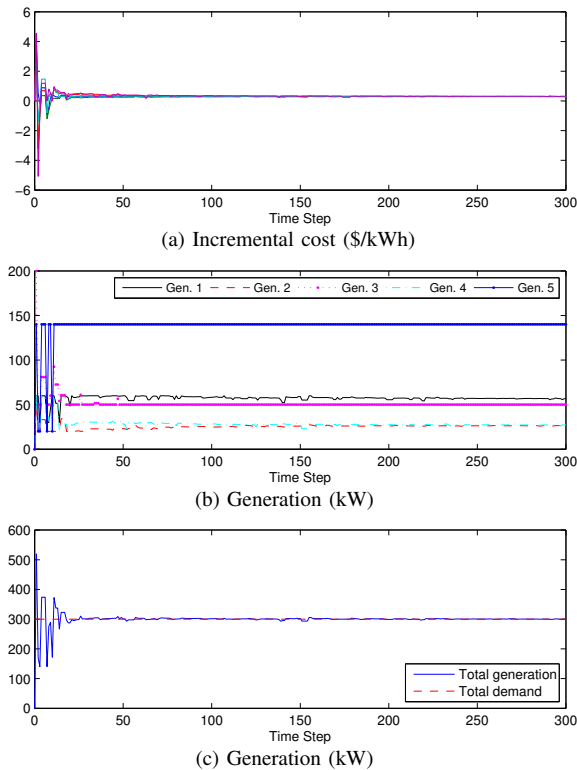 6
4
2
0
−2
−4
−6
0 50 100 150 200 250 300
Time Step
(a) Incremental cost ($/kWh)
200
150
100
50
0
Gen. 1 Gen. 2 Gen. 3 Gen. 4 Gen. 5
0 50 100 150 200 250 300
Time Step
(b) Generation (kW)
600
500
400
300
200
100
0
Total generation
Total demand
0 50 100 150 200 250 300
Time Step
(c) Generation (kW)